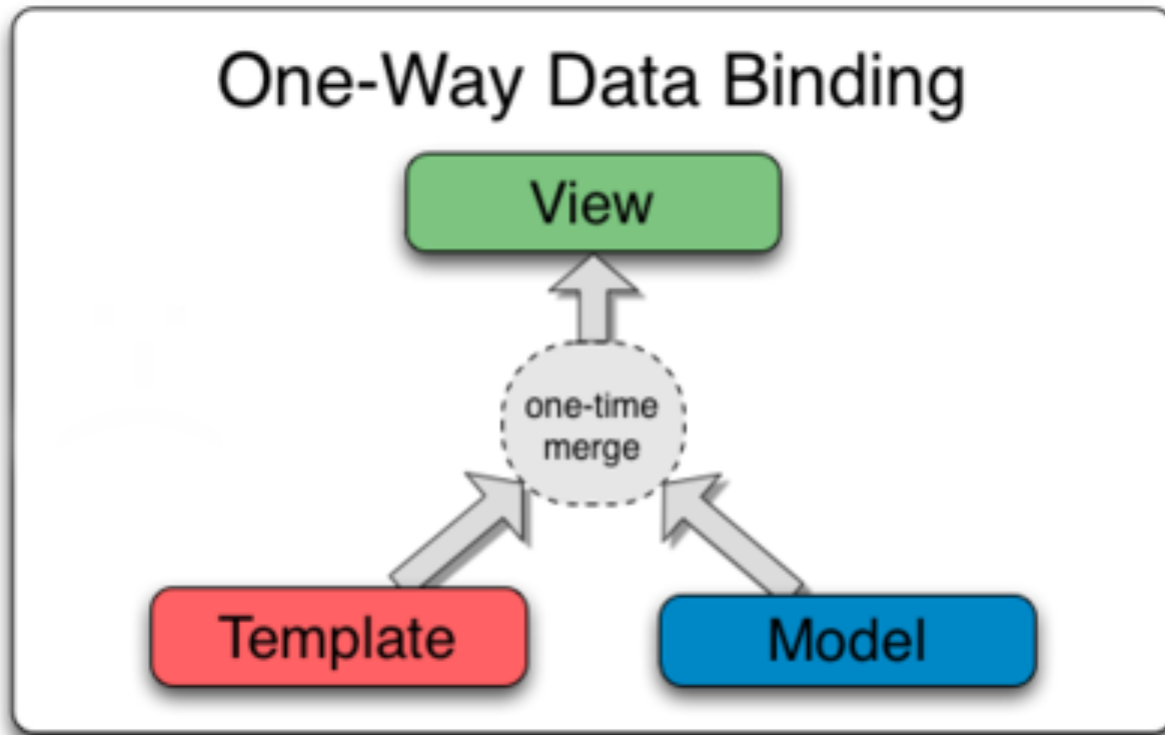 One-Way Data Binding
View
one-time
merge
Template
Model